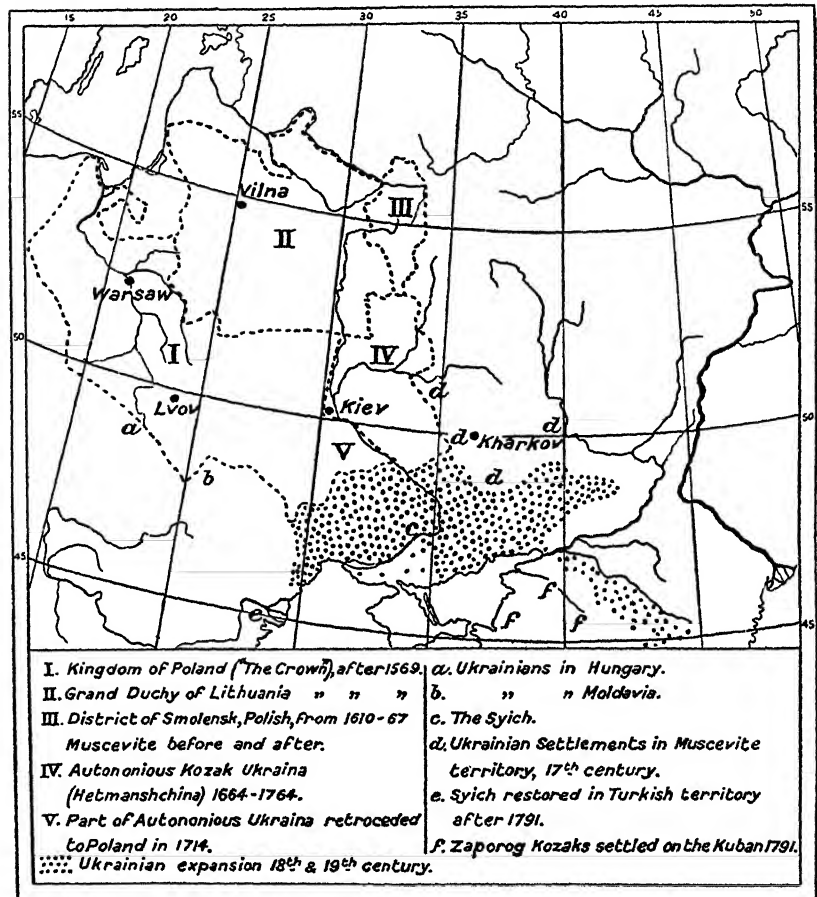 15 20 25 30 35 40 45 50
55
Vilna
III
55
II
Warsaw
50
I
IV
Lvov
Kiev
d
50
a
d Kharkov d
V
b
d
c
45
e
f f f
45
I. Kingdom of Poland ("The Crown"), after 1569.
II. Grand Duchy of Lithuania " " "
III. District of Smolensk, Polish, from 1610-67
Muscevite before and after.
IV. Autononious Kozak Ukraina
(Hetmanshchina) 1664-1764.
V. Part of Autononious Ukraina retroceded
to Poland in 1714.
Ukrainian expansion 18th & 19th century.
a. Ukrainians in Hungary.
b. " " Moldavia.
c. The Syich.
d. Ukrainian Settlements in Muscevite
territory, 17th century.
e. Syich restored in Turkish territory
after 1791.
f. Zaporog Kozaks settled on the Kuban 1791.